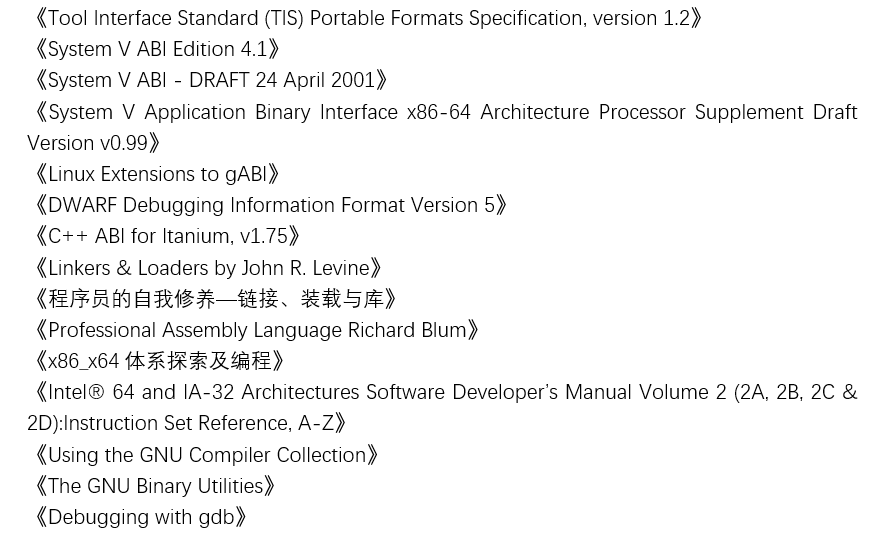 《Tool Interface Standard (TIS) Portable Formats Specification, version 1.2》
《System V ABI Edition 4.1》
《System V ABI - DRAFT 24 April 2001》
《System V Application Binary Interface x86-64 Architecture Processor Supplement Draft
Version v0.99》
《Linux Extensions to gABI》
《DWARF Debugging Information Format Version 5》
《C++ ABI for Itanium, v1.75》
《Linkers & Loaders by John R. Levine》
《程序员的自我修养—链接、装载与库》
《Professional Assembly Language Richard Blum》
《x86_x64 体系探索及编程》
《Intel® 64 and IA-32 Architectures Software Developer's Manual Volume 2 (2A, 2B, 2C &
2D):Instruction Set Reference, A-Z》
《Using the GNU Compiler Collection》
《The GNU Binary Utilities》
《Debugging with gdb》